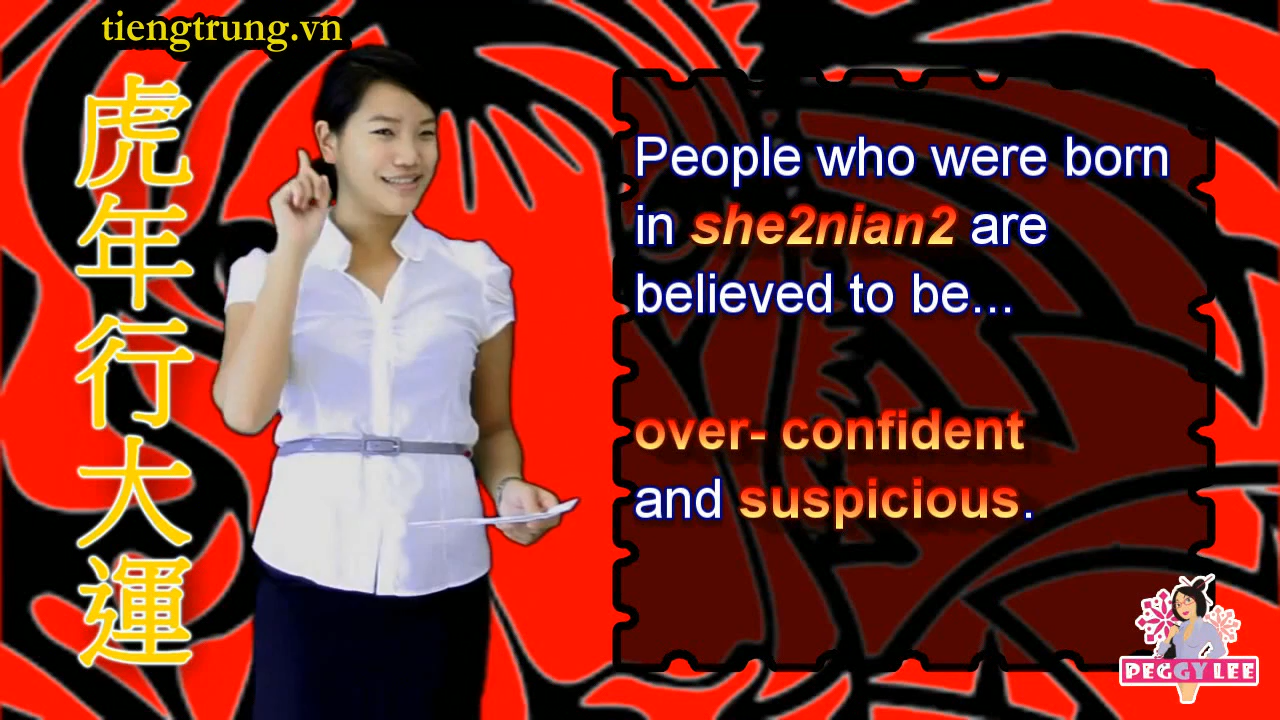 tiengtrung.vn
虎年行大運
People who were born
in she2nian2 are
believed to be...
over- confident
and suspicious.
PEGGY LEE